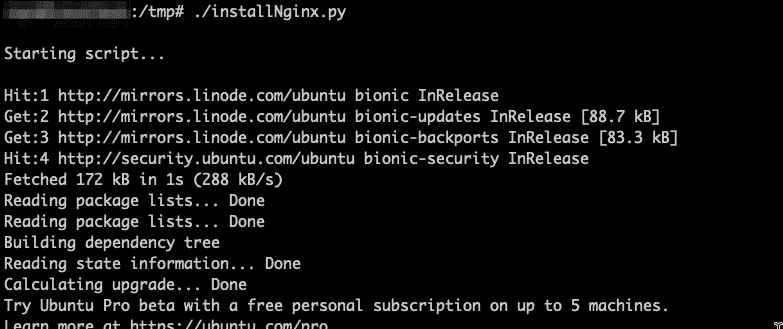 :/tmp# ./installNginx.py
Starting script...
Hit:1 http://mirrors.linode.com/ubuntu bionic InRelease
Get:2 http://mirrors.linode.com/ubuntu bionic-updates InRelease [88.7 kB]
Get:3 http://mirrors.linode.com/ubuntu bionic-backports InRelease [83.3 kB]
Hit:4 http://security.ubuntu.com/ubuntu bionic-security InRelease
Fetched 172 kB in 1s (288 kB/s)
Reading package lists... Done
Reading package lists... Done
Building dependency tree
Reading state information... Done
Calculating upgrade... Done
Try Ubuntu Pro beta with a free personal subscription on up to 5 machines.
Learn more at https://ubuntu.com/pro